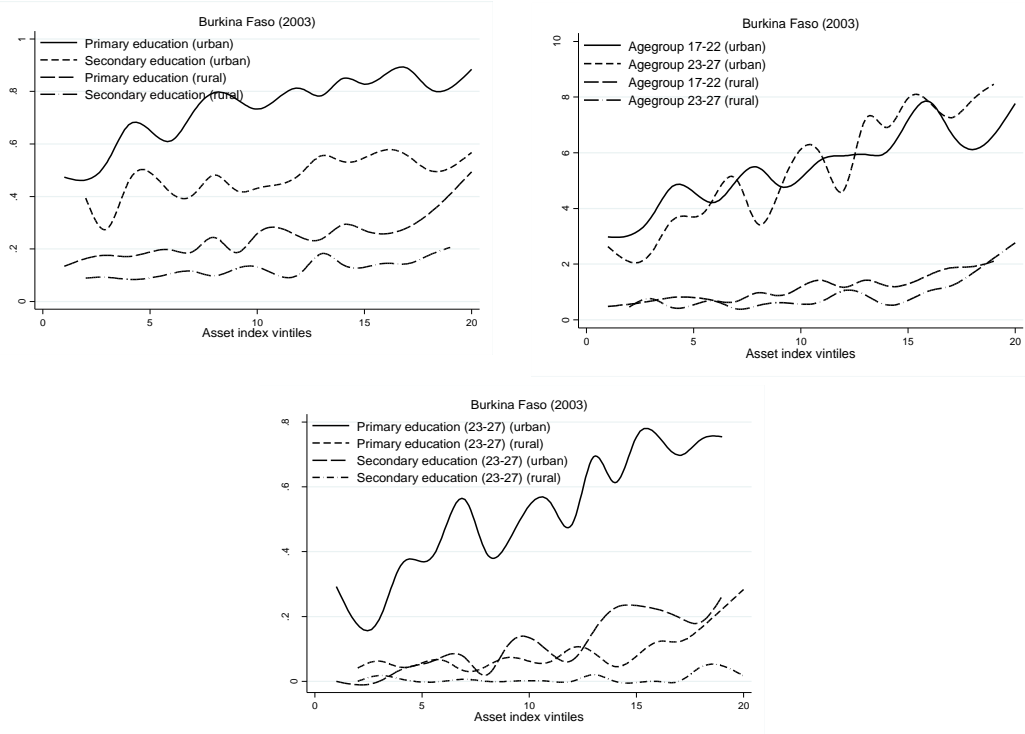 Burkina Faso (2003)
Primary education (urban)
Secondary education (urban)
Primary education (rural)
Secondary education (rural)
1
.8
.6
.4
.2
0
0 5 10 15 20
Asset index vintiles
Burkina Faso (2003)
Agegroup 17-22 (urban)
Agegroup 23-27 (urban)
Agegroup 17-22 (rural)
Agegroup 23-27 (rural)
10
8
6
4
2
0
0 5 10 15 20
Asset index vintiles
Burkina Faso (2003)
Primary education (23-27) (urban)
Primary education (23-27) (rural)
Secondary education (23-27) (urban)
Secondary education (23-27) (rural)
.8
.6
.4
.2
0
0 5 10 15 20
Asset index vintiles